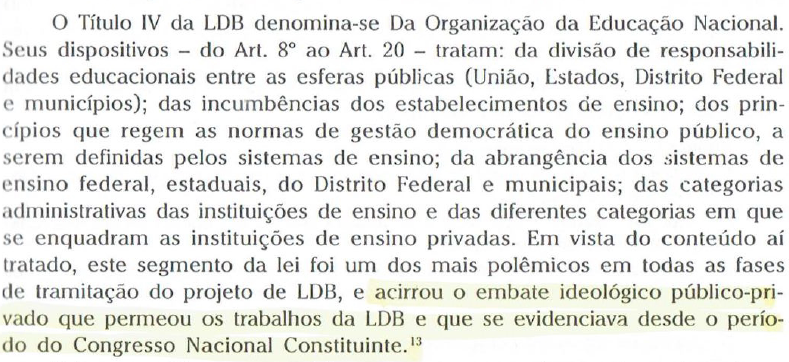 O Título IV da LDB denomina-se Da Organização da Educação Nacional.
Seus dispositivos – do Art. 8º ao Art. 20 – tratam: da divisão de responsabili-
dades educacionais entre as esferas públicas (União, Estados, Distrito Federal
e municípios); das incumbências dos estabelecimentos de ensino; dos prin-
cípios que regem as normas de gestão democrática do ensino público, a
serem definidas pelos sistemas de ensino; da abrangência dos sistemas de
ensino federal, estaduais, do Distrito Federal e municipais; das categorias
administrativas das instituições de ensino e das diferentes categorias em que
se enquadram as instituições de ensino privadas. Em vista do conteúdo aí
tratado, este segmento da lei foi um dos mais polêmicos em todas as fases
de tramitação do projeto de LDB, e acirrou o embate ideológico público-pri-
vado que permeou os trabalhos da LDB e que se evidenciava desde o perío-
do do Congresso Nacional Constituinte.¹³